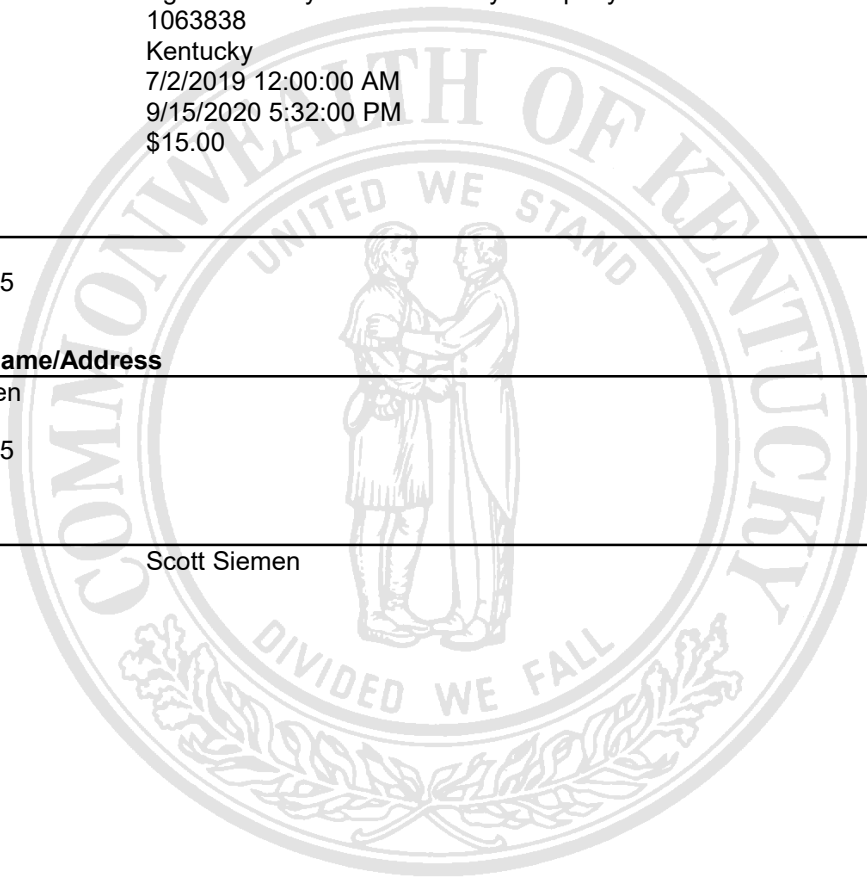 1063838
Kentucky
7/2/2019 12:00:00 AM
9/15/2020 5:32:00 PM
$15.00
COMMONWEALTH OF KENTUCKY
UNITED WE STAND
5
ame/Address
en
5
Scott Siemen
DIVIDED WE FALL